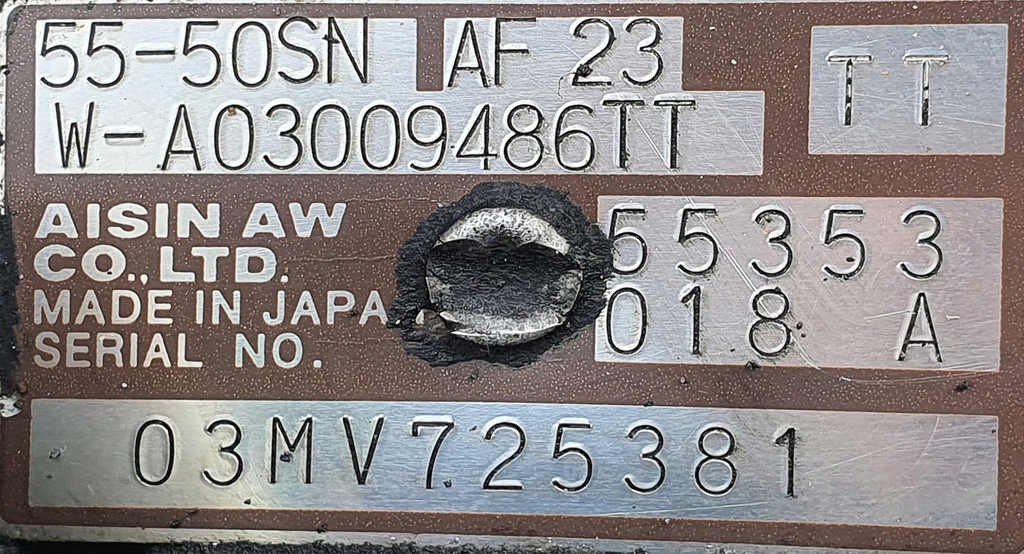 55-50SN AF 23
TT
W-A03009486TT
AISIN AW
CO.,LTD.
MADE IN JAPA
SERIAL NO.
55353
018 A
03MV725381